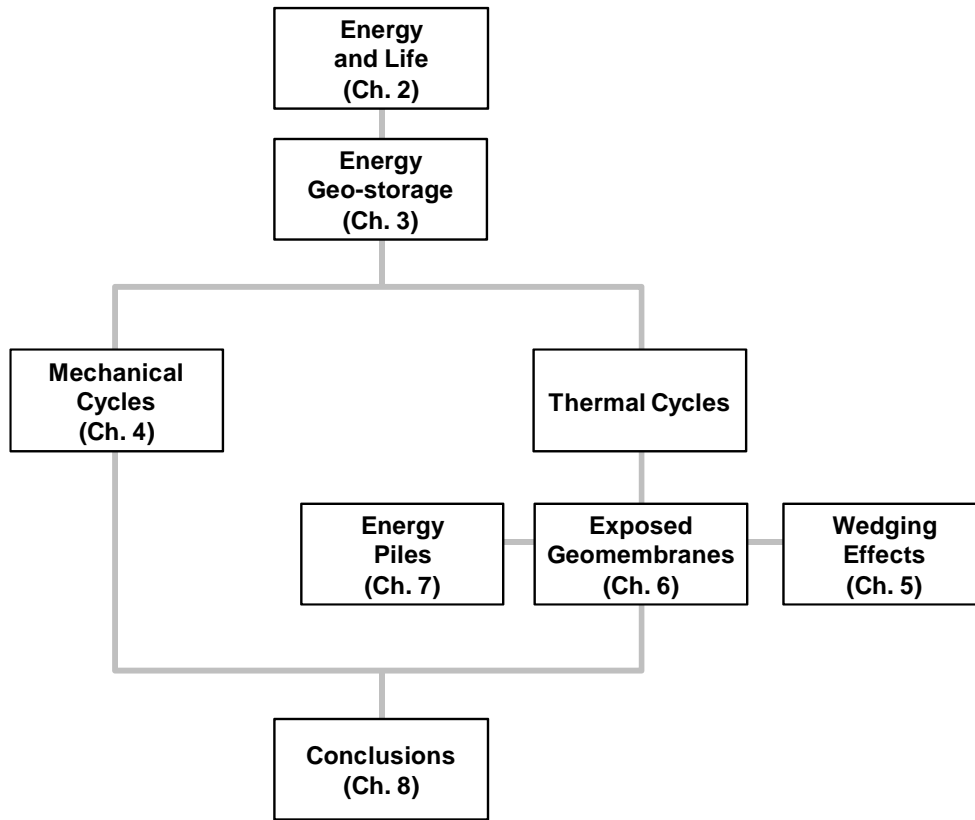 Energy
and Life
(Ch. 2)
Energy
Geo-storage
(Ch. 3)
Mechanical
Cycles
(Ch. 4)
Thermal Cycles
Energy
Piles
(Ch. 7)
Exposed
Geomembranes
(Ch. 6)
Wedging
Effects
(Ch. 5)
Conclusions
(Ch. 8)